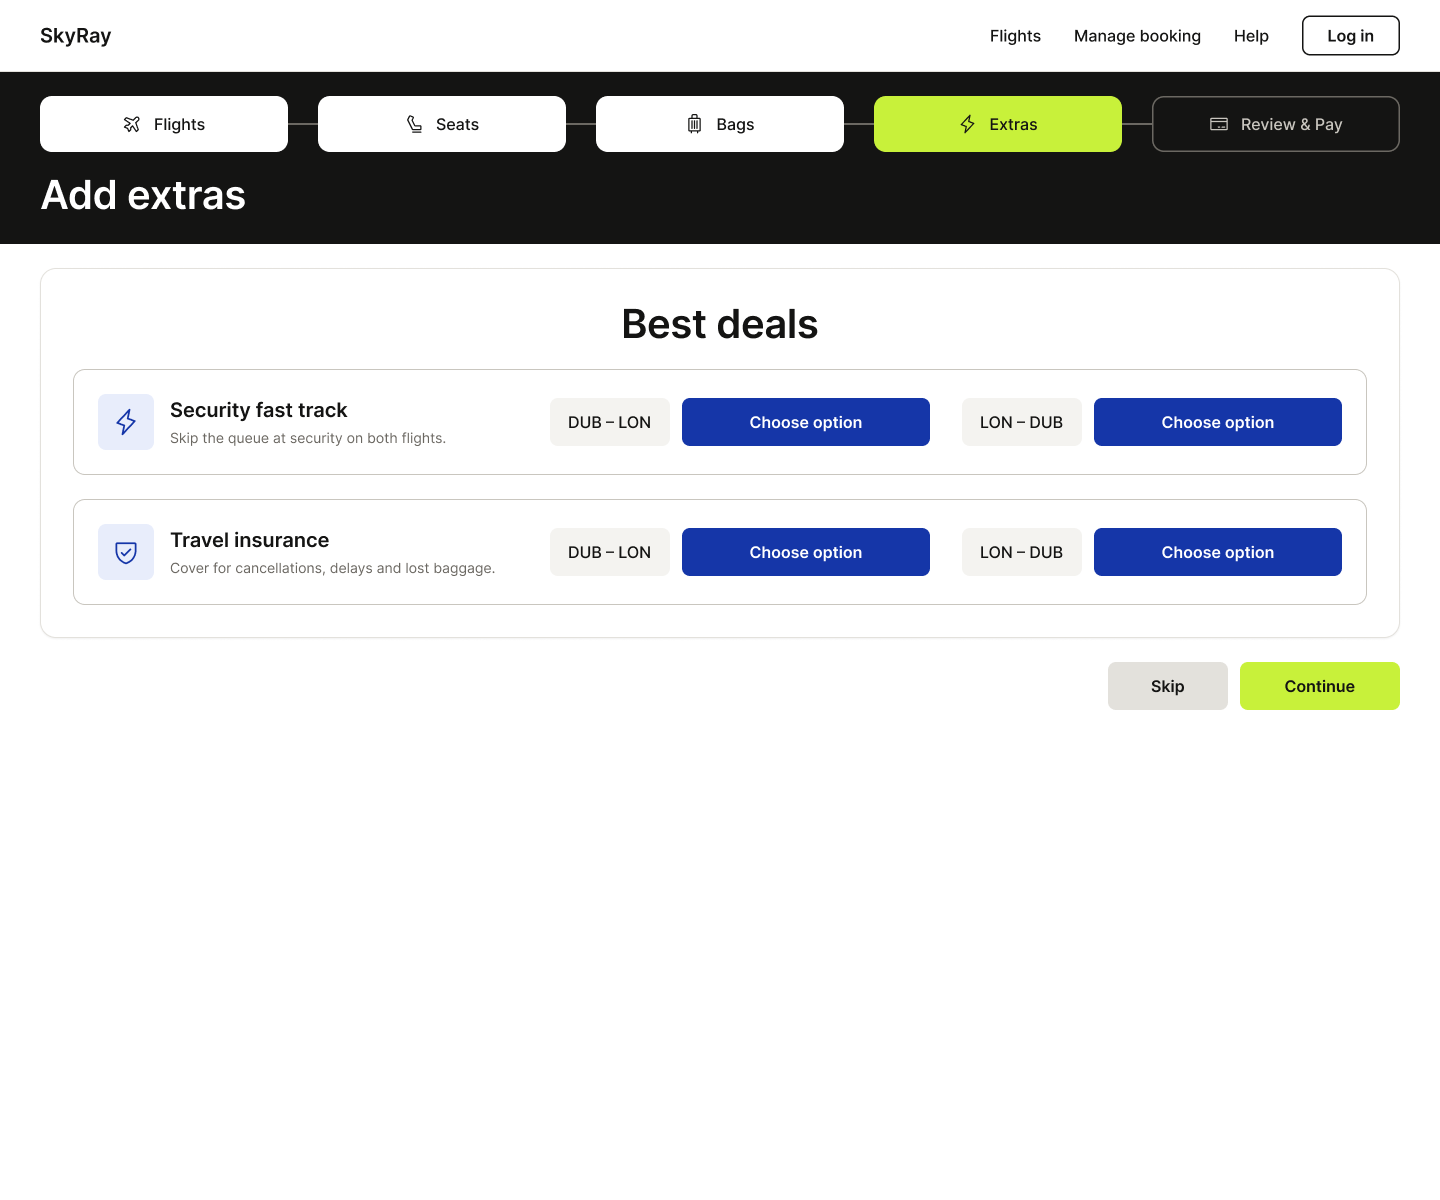 SkyRay
Flights
Manage booking
Help
Log in
Flights
Seats
Bags
Extras
Review & Pay
Add extras
Best deals
Security fast track
Skip the queue at security on both flights.
DUB – LON
Choose option
LON – DUB
Choose option
Travel insurance
Cover for cancellations, delays and lost baggage.
DUB – LON
Choose option
LON – DUB
Choose option
Skip
Continue